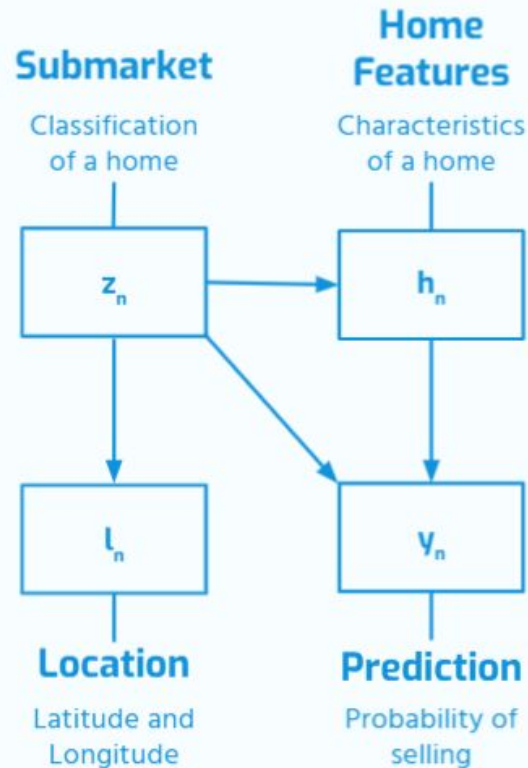 Submarket
Classification
of a home
Home
Features
Characteristics
of a home
zₙ
hₙ
lₙ
yₙ
Location
Latitude and
Longitude
Prediction
Probability of
selling